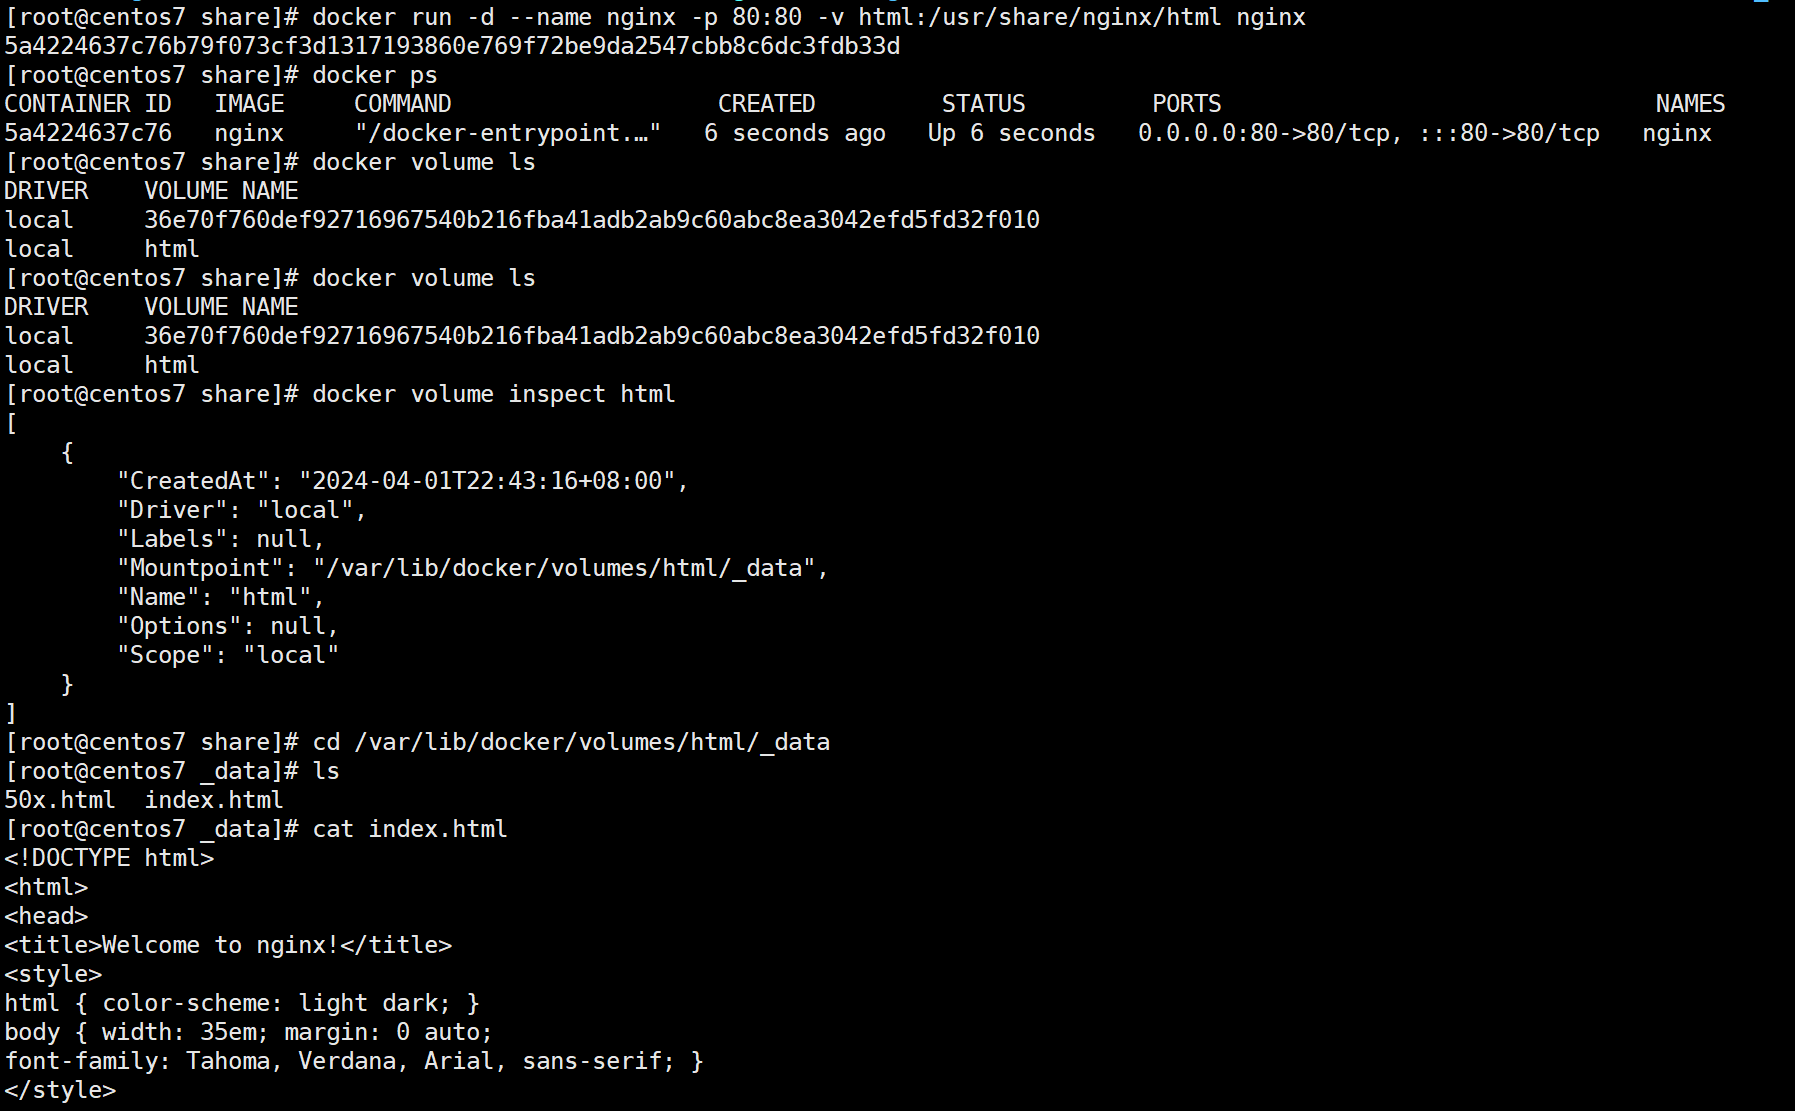 [root@centos7 share]# docker run -d --name nginx -p 80:80 -v html:/usr/share/nginx/html nginx
5a4224637c76b79f073cf3d1317193860e769f72be9da2547cbb8c6dc3fdb33d
[root@centos7 share]# docker ps
CONTAINER ID   IMAGE     COMMAND                   CREATED         STATUS         PORTS                               NAMES
5a4224637c76   nginx     "/docker-entrypoint.…"   6 seconds ago   Up 6 seconds   0.0.0.0:80->80/tcp, :::80->80/tcp   nginx
[root@centos7 share]# docker volume ls
DRIVER    VOLUME NAME
local     36e70f760def92716967540b216fba41adb2ab9c60abc8ea3042efd5fd32f010
local     html
[root@centos7 share]# docker volume ls
DRIVER    VOLUME NAME
local     36e70f760def92716967540b216fba41adb2ab9c60abc8ea3042efd5fd32f010
local     html
[root@centos7 share]# docker volume inspect html
[
    {
        "CreatedAt": "2024-04-01T22:43:16+08:00",
        "Driver": "local",
        "Labels": null,
        "Mountpoint": "/var/lib/docker/volumes/html/_data",
        "Name": "html",
        "Options": null,
        "Scope": "local"
    }
]
[root@centos7 share]# cd /var/lib/docker/volumes/html/_data
[root@centos7 _data]# ls
50x.html  index.html
[root@centos7 _data]# cat index.html
<!DOCTYPE html>
<html>
<head>
<title>Welcome to nginx!</title>
<style>
html { color-scheme: light dark; }
body { width: 35em; margin: 0 auto;
font-family: Tahoma, Verdana, Arial, sans-serif; }
</style>